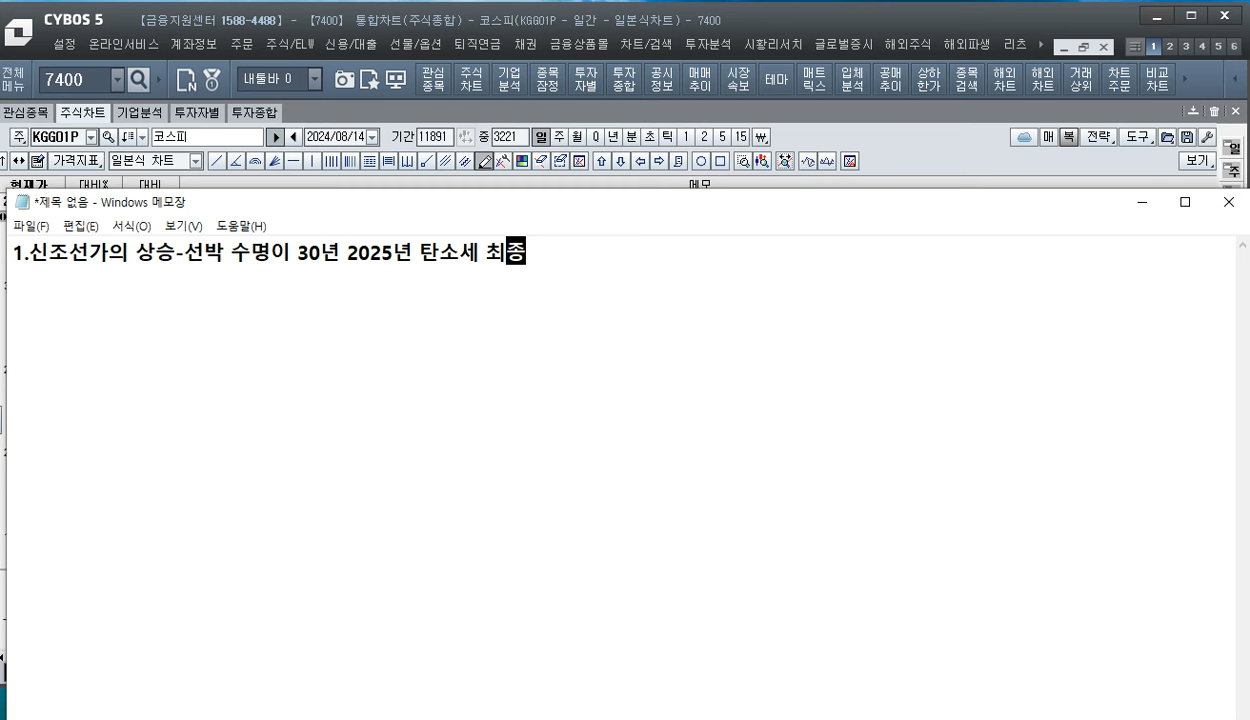 CYBOS 5 【금융지원센터 1588-4488】 - 【7400】 통합차트(주식종합) - 코스피(KGG01P - 일간 - 일본식차트) - 7400
설정 온라인서비스 계좌정보 주문 주식/ELW 신용/대출 선물/옵션 퇴직연금 채권 금융상품몰 차트/검색 투자분석 시황리서치 글로벌증시 해외주식 해외파생 리츠 1 2 3 4 5 6
전체메뉴 7400 내툴바 0 관심종목 주식차트 기업분석 종목잠정 투자자별 투자종합 공시정보 매매추이 시장속보 테마 매트릭스 입체분석 공매추이 상하한가 종목검색 해외주식 해외차트 거래상위 차트주문 비교차트
관심종목 주식차트 기업분석 투자자별 투자종합
주 KGG01P 코스피 2024/08/14 기간 11891 중 3221 일 주 월 Q 년 분 초 틱 1 2 5 15 매 복 전략 도구 일
가격지표 일본식 차트 보기 주
현재가 대비% 대비 메모
*제목 없음 - Windows 메모장
파일(F) 편집(E) 서식(O) 보기(V) 도움말(H)
1.신조선가의 상승-선박 수명이 30년 2025년 탄소세 최종